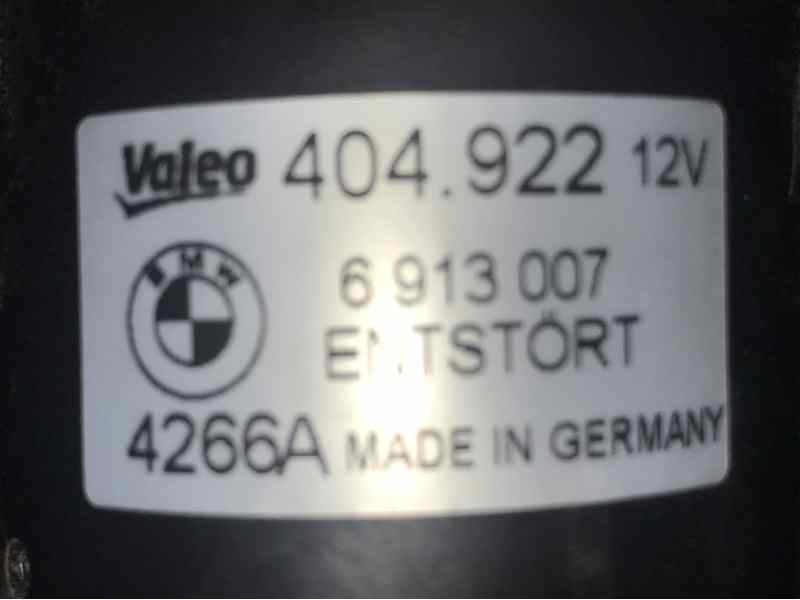 Valeo 404.922 12V
BMW
6 913 007
ENTSTÖRT
4266A MADE IN GERMANY